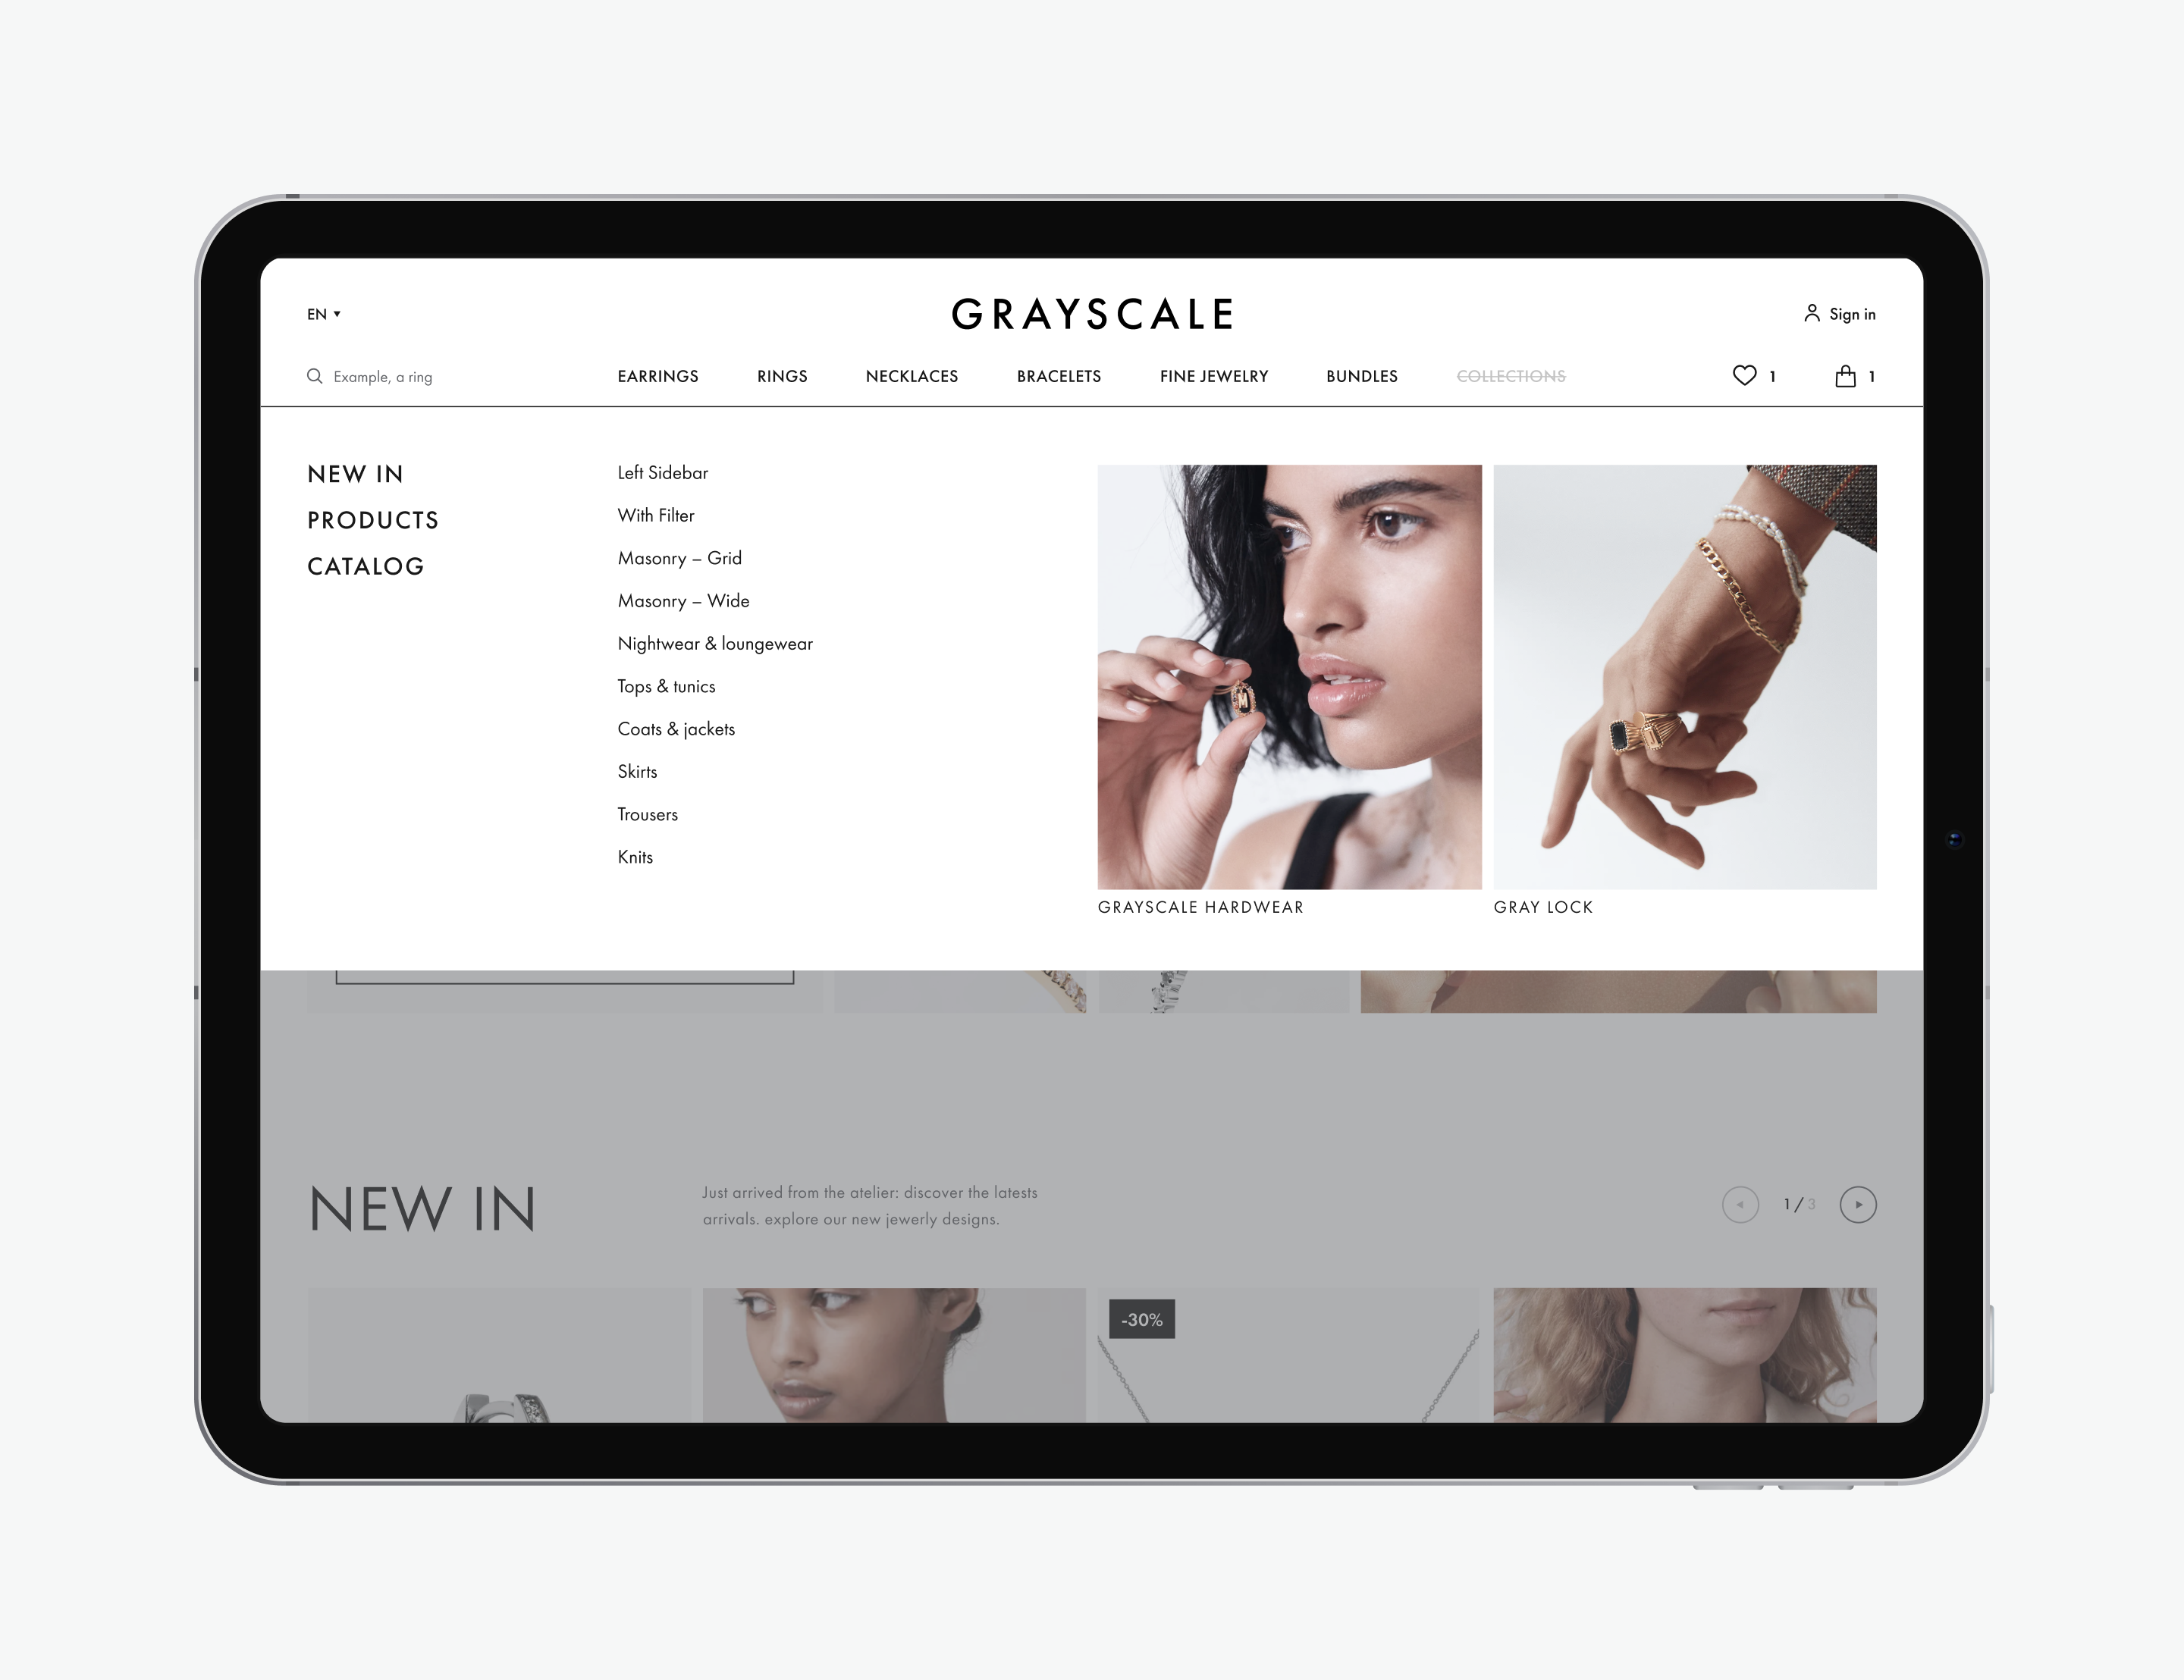 EN
GRAYSCALE
Sign in
Example, a ring
EARRINGS RINGS NECKLACES BRACELETS FINE JEWELRY BUNDLES COLLECTIONS
1
1
NEW IN
PRODUCTS
CATALOG
Left Sidebar
With Filter
Masonry – Grid
Masonry – Wide
Nightwear & loungewear
Tops & tunics
Coats & jackets
Skirts
Trousers
Knits
M
GRAYSCALE HARDWEAR
GRAY LOCK
NEW IN
Just arrived from the atelier: discover the latests
arrivals. explore our new jewerly designs.
1 / 3
-30%